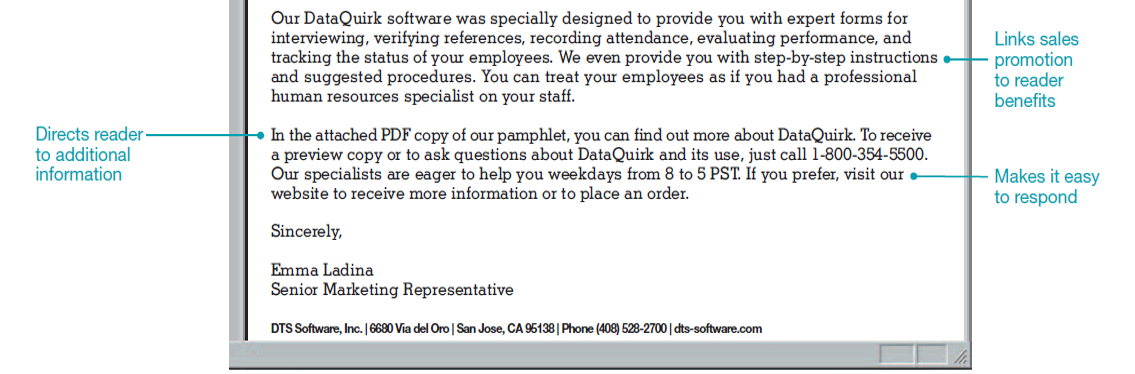 Our DataQuirk software was specially designed to provide you with expert forms for
interviewing, verifying references, recording attendance, evaluating performance, and
tracking the status of your employees. We even provide you with step-by-step instructions
and suggested procedures. You can treat your employees as if you had a professional
human resources specialist on your staff.
Links sales
promotion
to reader
benefits
Directs reader
to additional
information
In the attached PDF copy of our pamphlet, you can find out more about DataQuirk. To receive
a preview copy or to ask questions about DataQuirk and its use, just call 1-800-354-5500.
Our specialists are eager to help you weekdays from 8 to 5 PST. If you prefer, visit our
website to receive more information or to place an order.
Makes it easy
to respond
Sincerely,
Emma Ladina
Senior Marketing Representative
DTS Software, Inc. | 6680 Via del Oro | San Jose, CA 95138 | Phone (408) 528-2700 | dts-software.com